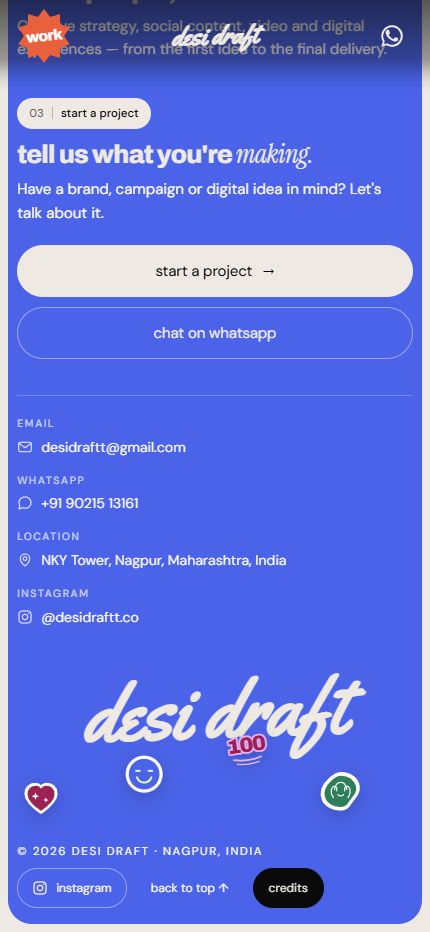 work
desi draft
strategy, social content, video and digital
— from the first idea to the final delivery.
03 | start a project
tell us what you're making.
Have a brand, campaign or digital idea in mind? Let's
talk about it.
start a project →
chat on whatsapp
EMAIL
desidraftt@gmail.com
WHATSAPP
+91 90215 13161
LOCATION
NKY Tower, Nagpur, Maharashtra, India
INSTAGRAM
@desidraftt.co
desi draft
100
© 2026 DESI DRAFT · NAGPUR, INDIA
instagram
back to top ↑
credits